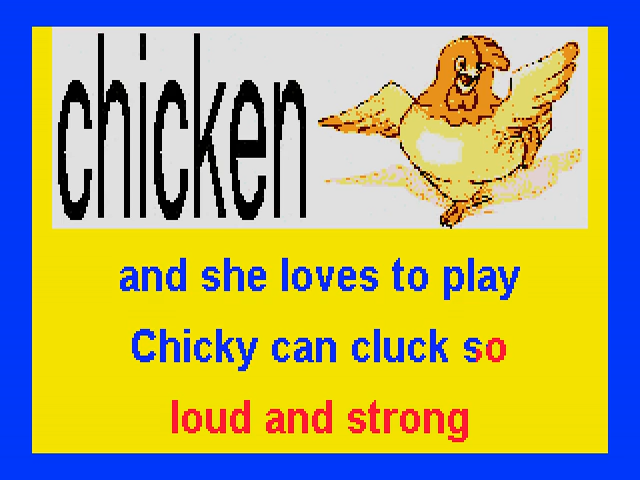 chicken
and she loves to play
Chicky can cluck so
loud and strong